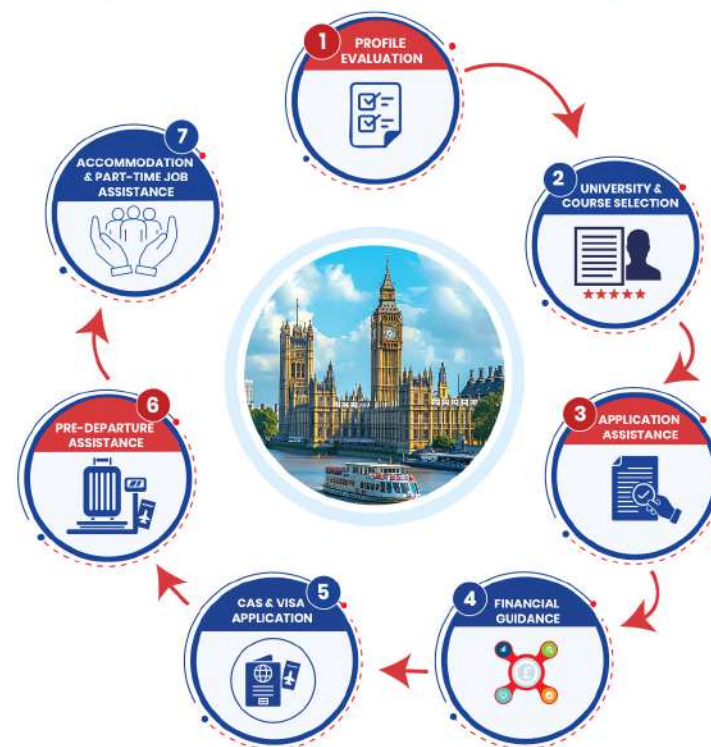 1
PROFILE
EVALUATION
2
UNIVERSITY &
COURSE SELECTION
3
APPLICATION
ASSISTANCE
4
FINANCIAL
GUIDANCE
£
5
CAS & VISA
APPLICATION
6
PRE-DEPARTURE
ASSISTANCE
7
ACCOMMODATION
& PART-TIME JOB
ASSISTANCE